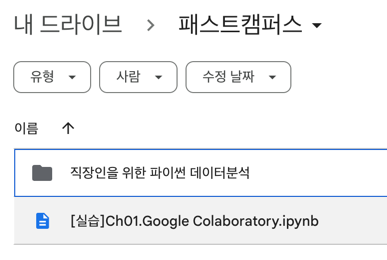 내 드라이브 > 패스트캠퍼스
유형 사람 수정 날짜
이름
직장인을 위한 파이썬 데이터분석
[실습]Ch01.Google Colaboratory.ipynb